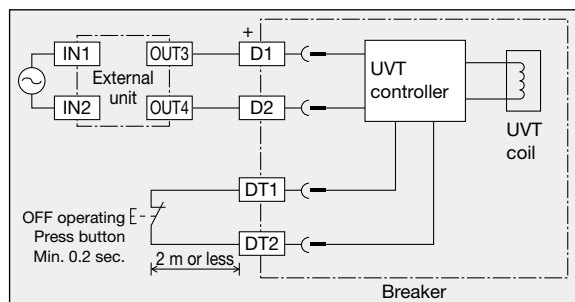 IN1
OUT3
+
D1
External
unit
UVT
controller
IN2
OUT4
D2
UVT
coil
DT1
OFF operating
Press button
Min. 0.2 sec.
DT2
2 m or less
Breaker